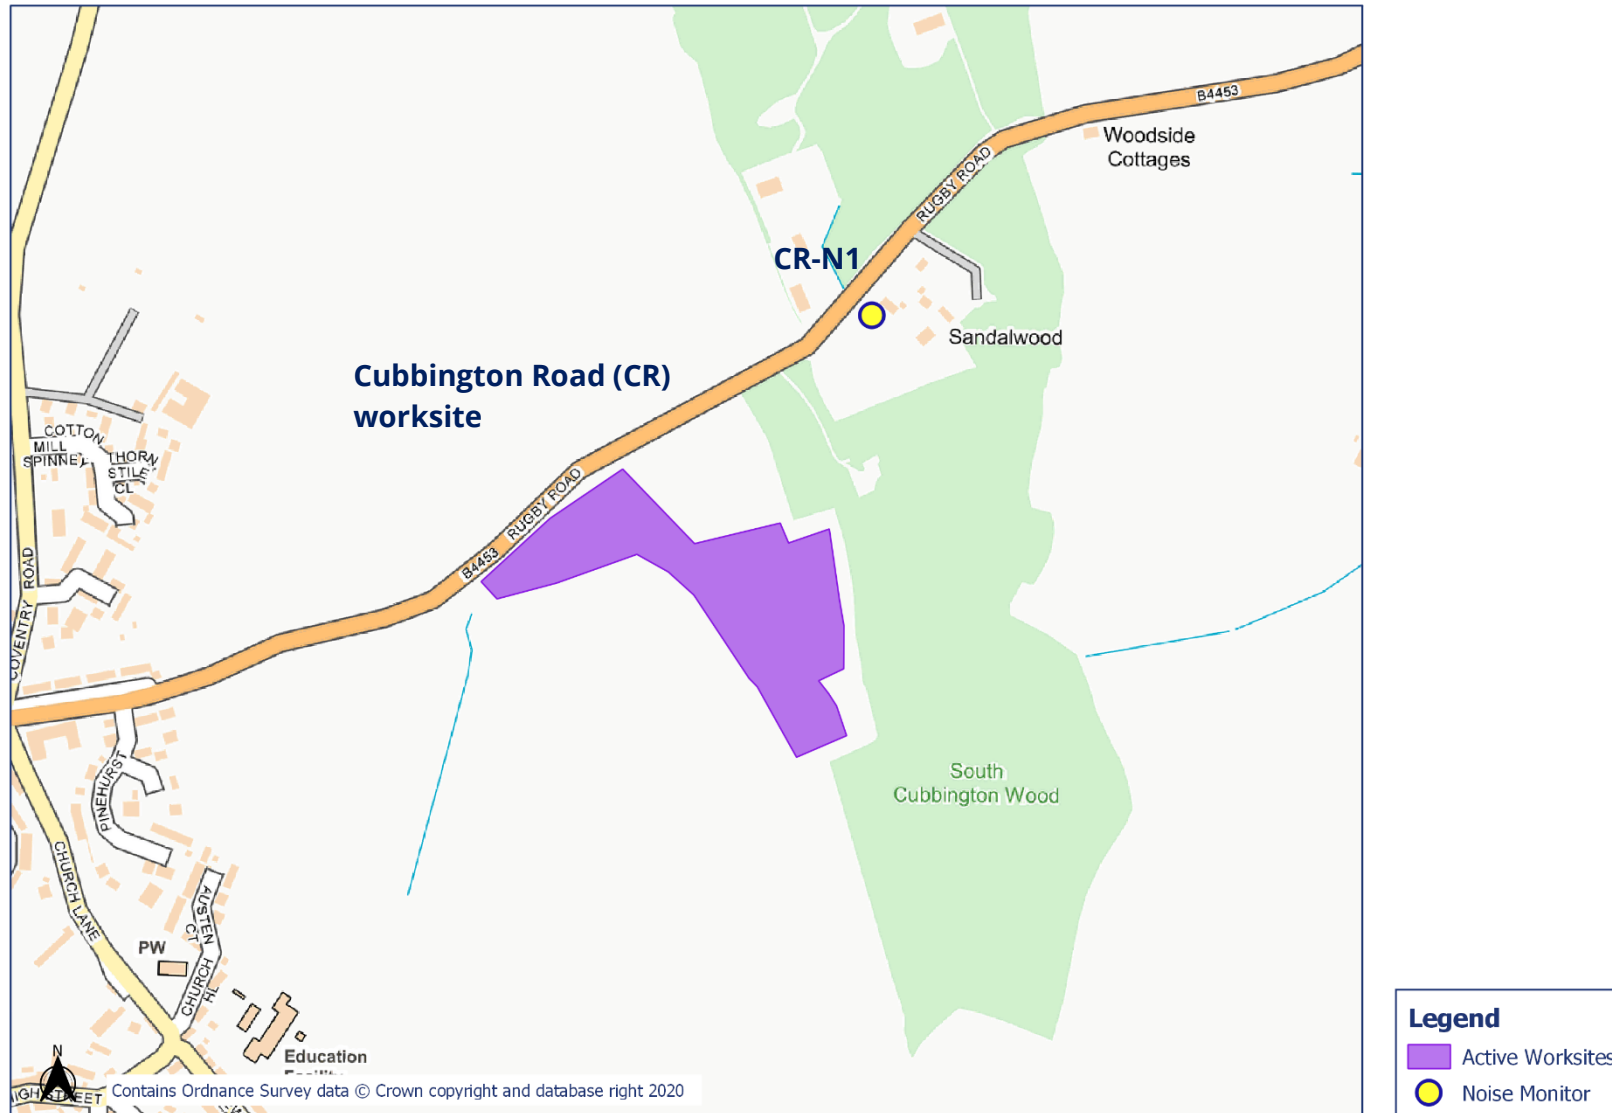 B4453
Woodside
Cottages
RUGBY ROAD
CR-N1
Sandalwood
Cubbington Road (CR)
worksite
COTTON
MILL
SPINNEY
THORN
STILE
CL
RUGBY ROAD
B4453
COVENTRY ROAD
PINEHURST
South
Cubbington Wood
CHURCH LANE
AUSTEN
CT
PW
CHURCH
HL
Education
N
Contains Ordnance Survey data © Crown copyright and database right 2020
STREET
Legend
Active Worksites
Noise Monitor